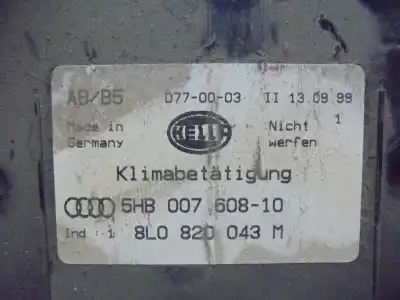 A8/B5 D77-00-03 II 13.09.99
1
Made in Germany
HELLA
Nicht werfen
Klimabetätigung
5HB 007 608-10
Ind : 1 8L0 820 043 M